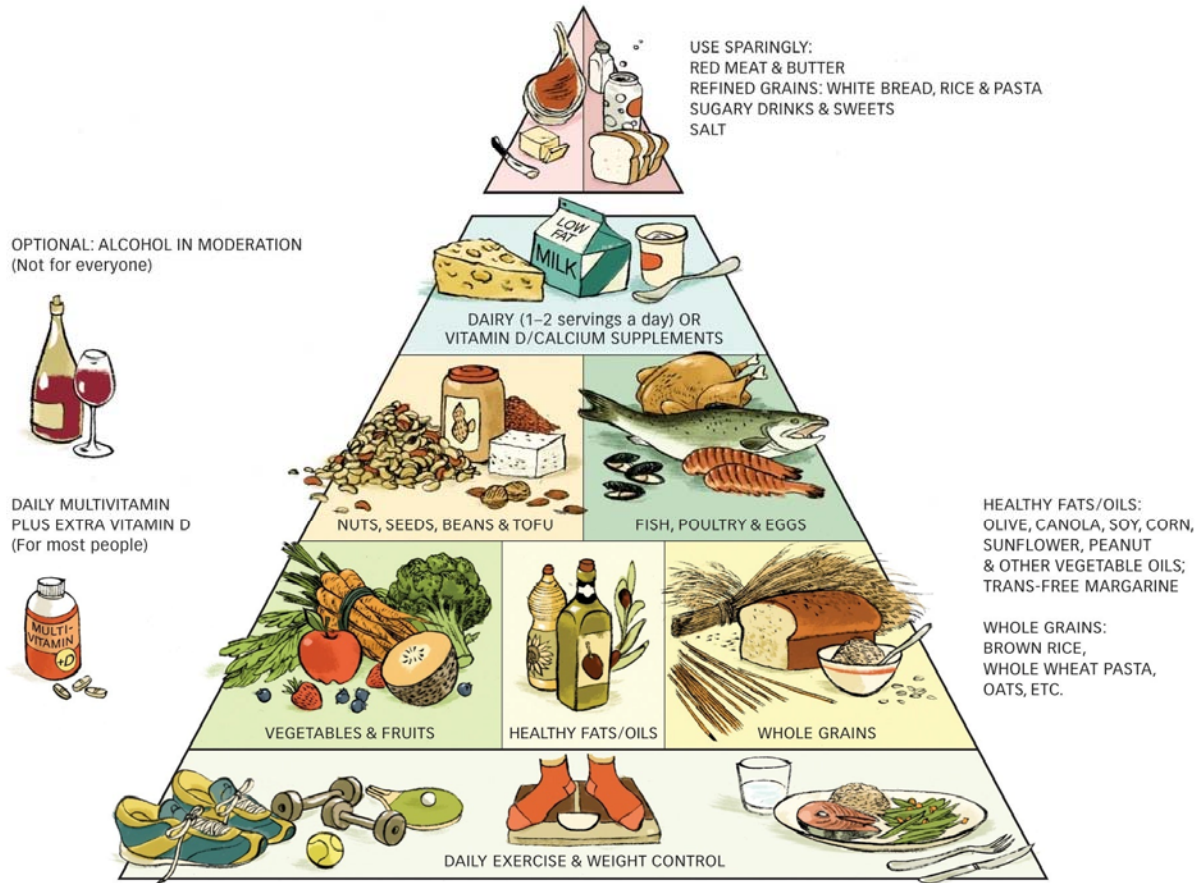 USE SPARINGLY:
RED MEAT & BUTTER
REFINED GRAINS: WHITE BREAD, RICE & PASTA
SUGARY DRINKS & SWEETS
SALT
OPTIONAL: ALCOHOL IN MODERATION
(Not for everyone)
LOW
FAT
MILK
DAIRY (1–2 servings a day) OR
VITAMIN D/CALCIUM SUPPLEMENTS
DAILY MULTIVITAMIN
PLUS EXTRA VITAMIN D
(For most people)
MULTI-
VITAMIN
+D
NUTS, SEEDS, BEANS & TOFU
FISH, POULTRY & EGGS
HEALTHY FATS/OILS:
OLIVE, CANOLA, SOY, CORN,
SUNFLOWER, PEANUT
& OTHER VEGETABLE OILS;
TRANS-FREE MARGARINE
WHOLE GRAINS:
BROWN RICE,
WHOLE WHEAT PASTA,
OATS, ETC.
VEGETABLES & FRUITS
HEALTHY FATS/OILS
WHOLE GRAINS
DAILY EXERCISE & WEIGHT CONTROL